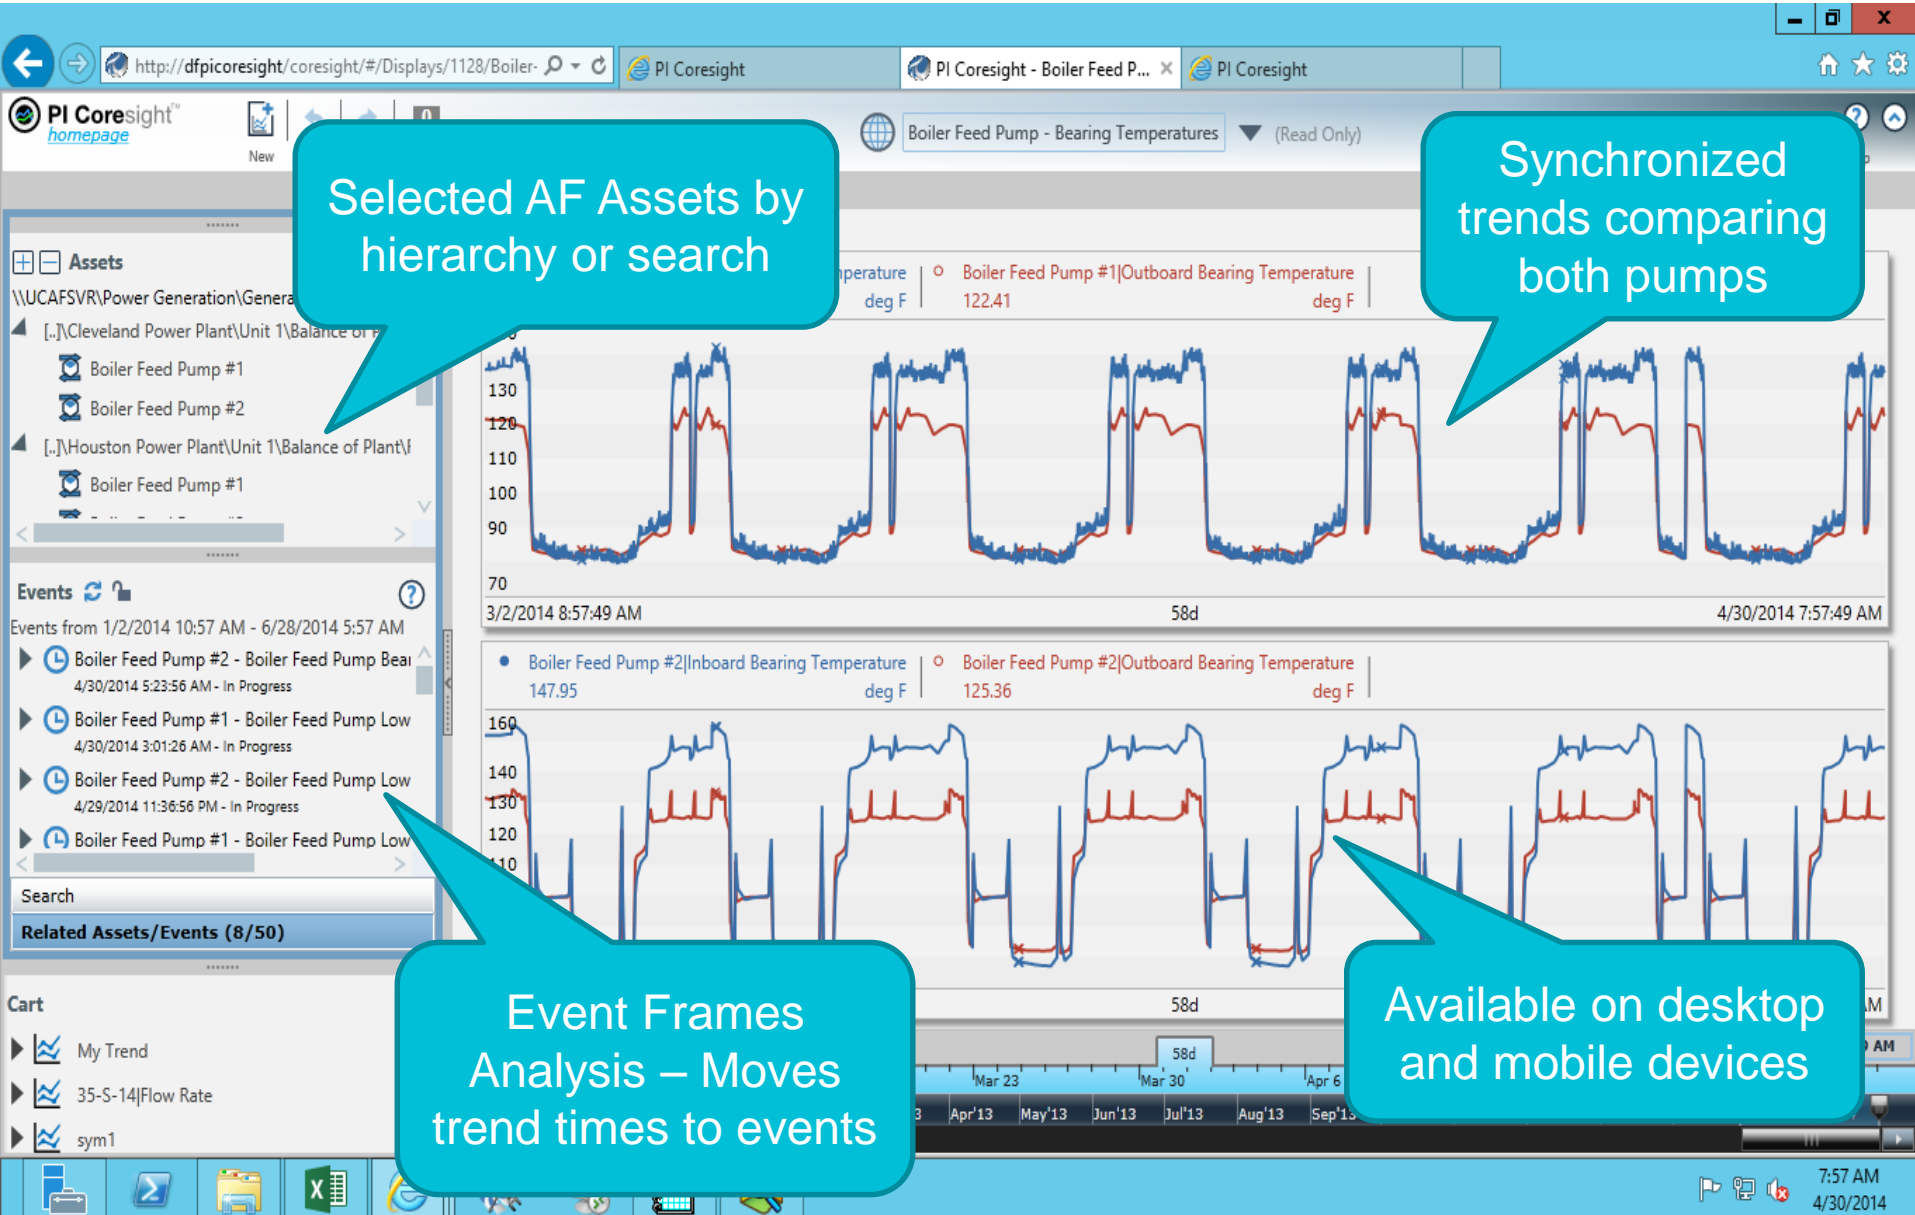 http://dfpicoresight/coresight/#/Displays/1128/Boiler-
PI Coresight
PI Coresight - Boiler Feed P...
PI Coresight
PI Coresight™
homepage
New
0
Boiler Feed Pump - Bearing Temperatures
(Read Only)
Selected AF Assets by
hierarchy or search
Synchronized
trends comparing
both pumps
Assets
\\UCAFSVR\Power Generation\Genera
[..]\Cleveland Power Plant\Unit 1\Balance of
Boiler Feed Pump #1
Boiler Feed Pump #2
[..]\Houston Power Plant\Unit 1\Balance of Plant\
Boiler Feed Pump #1
Events
Events from 1/2/2014 10:57 AM - 6/28/2014 5:57 AM
Boiler Feed Pump #2 - Boiler Feed Pump Bear
4/30/2014 5:23:56 AM - In Progress
Boiler Feed Pump #1 - Boiler Feed Pump Low
4/30/2014 3:01:26 AM - In Progress
Boiler Feed Pump #2 - Boiler Feed Pump Low
4/29/2014 11:36:56 PM - In Progress
Boiler Feed Pump #1 - Boiler Feed Pump Low
Search
Related Assets/Events (8/50)
Cart
My Trend
35-S-14|Flow Rate
sym1
perature
deg F
Boiler Feed Pump #1|Outboard Bearing Temperature
122.41 deg F
130
120
110
100
90
70
3/2/2014 8:57:49 AM 58d 4/30/2014 7:57:49 AM
Boiler Feed Pump #2|Inboard Bearing Temperature
147.95 deg F
Boiler Feed Pump #2|Outboard Bearing Temperature
125.36 deg F
160
140
130
120
110
58d
AM
Event Frames
Analysis – Moves
trend times to events
Available on desktop
and mobile devices
58d
AM
Mar 23 Mar 30 Apr 6
Apr'13 May'13 Jun'13 Jul'13 Aug'13 Sep'13
7:57 AM
4/30/2014